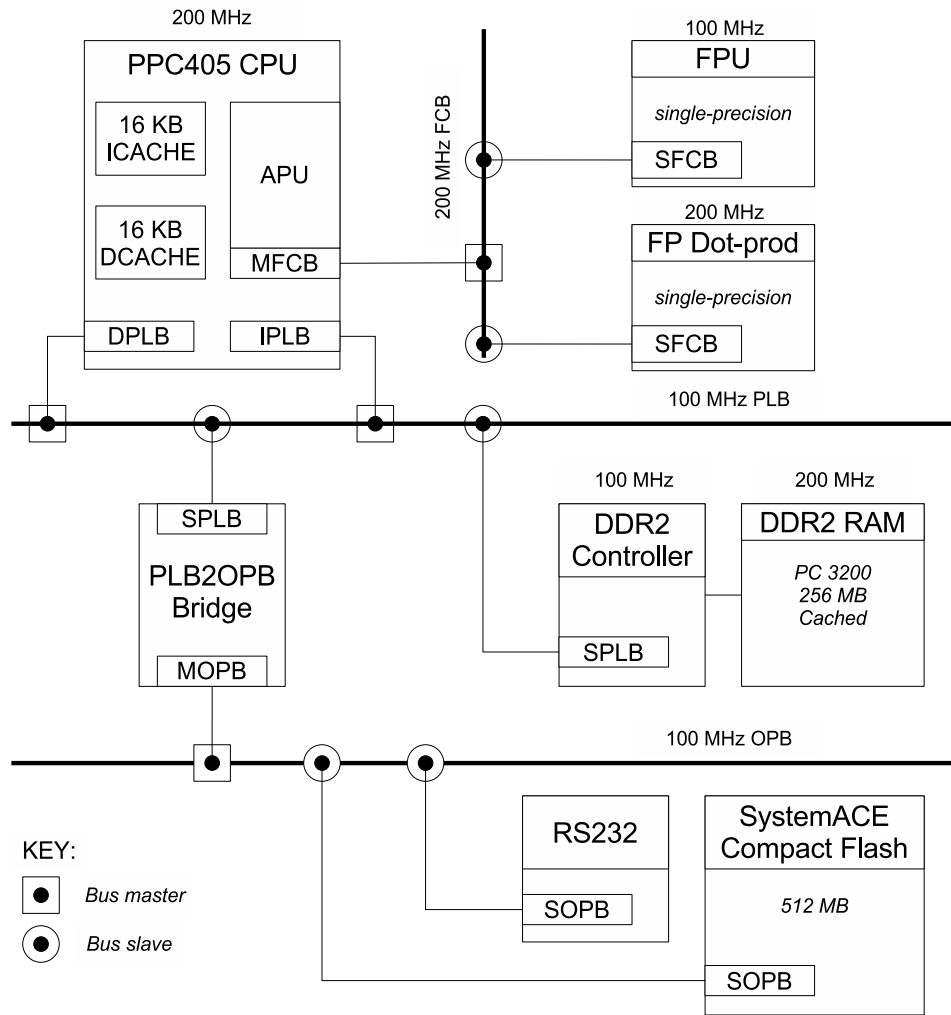 200 MHz
PPC405 CPU
16 KB
ICACHE
APU
16 KB
DCACHE
MFCB
DPLB
IPLB
200 MHz FCB
100 MHz
FPU
single-precision
SFCB
200 MHz
FP Dot-prod
single-precision
SFCB
100 MHz PLB
SPLB
PLB2OPB
Bridge
MOPB
100 MHz
DDR2
Controller
SPLB
200 MHz
DDR2 RAM
PC 3200
256 MB
Cached
100 MHz OPB
RS232
SOPB
SystemACE
Compact Flash
512 MB
SOPB
KEY:
Bus master
Bus slave